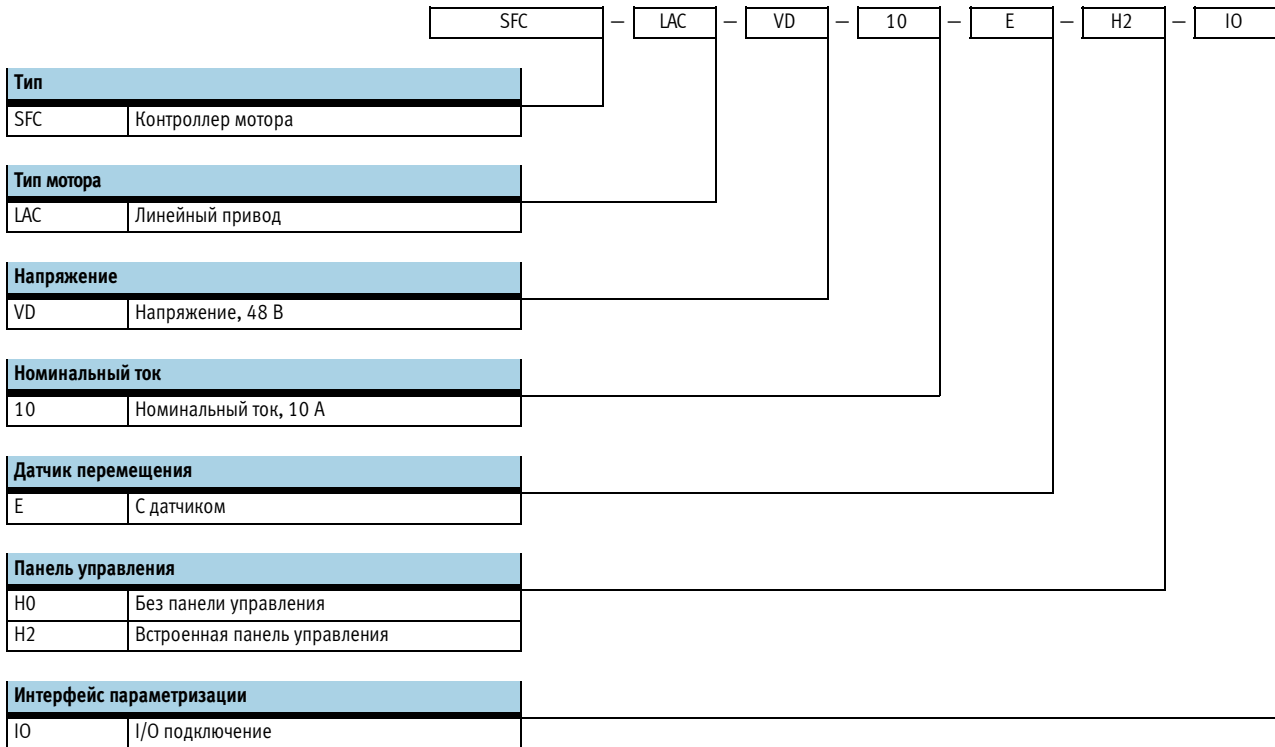 SFC – LAC – VD – 10 – E – H2 – IO
Тип
SFC Контроллер мотора
Тип мотора
LAC Линейный привод
Напряжение
VD Напряжение, 48 В
Номинальный ток
10 Номинальный ток, 10 А
Датчик перемещения
E С датчиком
Панель управления
H0 Без панели управления
H2 Встроенная панель управления
Интерфейс параметризации
IO I/O подключение